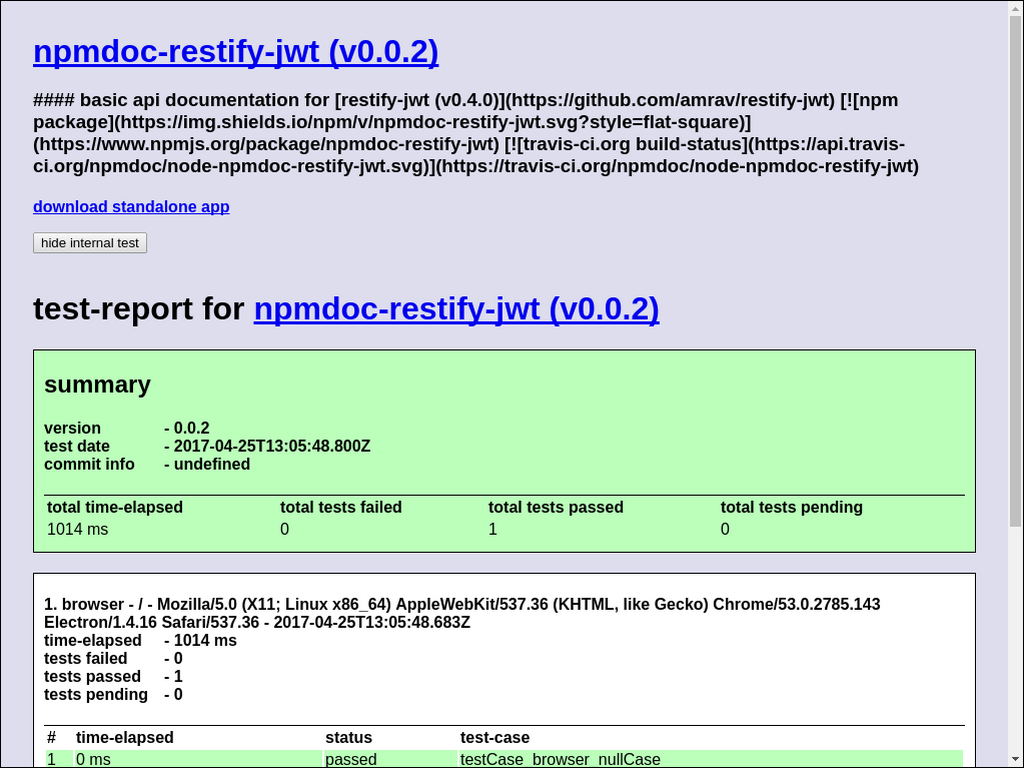 npmdoc-restify-jwt (v0.0.2)
#### basic api documentation for [restify-jwt (v0.4.0)](https://github.com/amrav/restify-jwt) [![npm
package](https://img.shields.io/npm/v/npmdoc-restify-jwt.svg?style=flat-square)]
(https://www.npmjs.org/package/npmdoc-restify-jwt) [![travis-ci.org build-status](https://api.travis-
ci.org/npmdoc/node-npmdoc-restify-jwt.svg)](https://travis-ci.org/npmdoc/node-npmdoc-restify-jwt)
download standalone app
hide internal test
test-report for npmdoc-restify-jwt (v0.0.2)
summary
version - 0.0.2
test date - 2017-04-25T13:05:48.800Z
commit info - undefined
total time-elapsed total tests failed total tests passed total tests pending
1014 ms 0 1 0
1. browser - / - Mozilla/5.0 (X11; Linux x86_64) AppleWebKit/537.36 (KHTML, like Gecko) Chrome/53.0.2785.143
Electron/1.4.16 Safari/537.36 - 2017-04-25T13:05:48.683Z
time-elapsed - 1014 ms
tests failed - 0
tests passed - 1
tests pending - 0
# time-elapsed status test-case
1 0 ms passed testCase_browser_nullCase